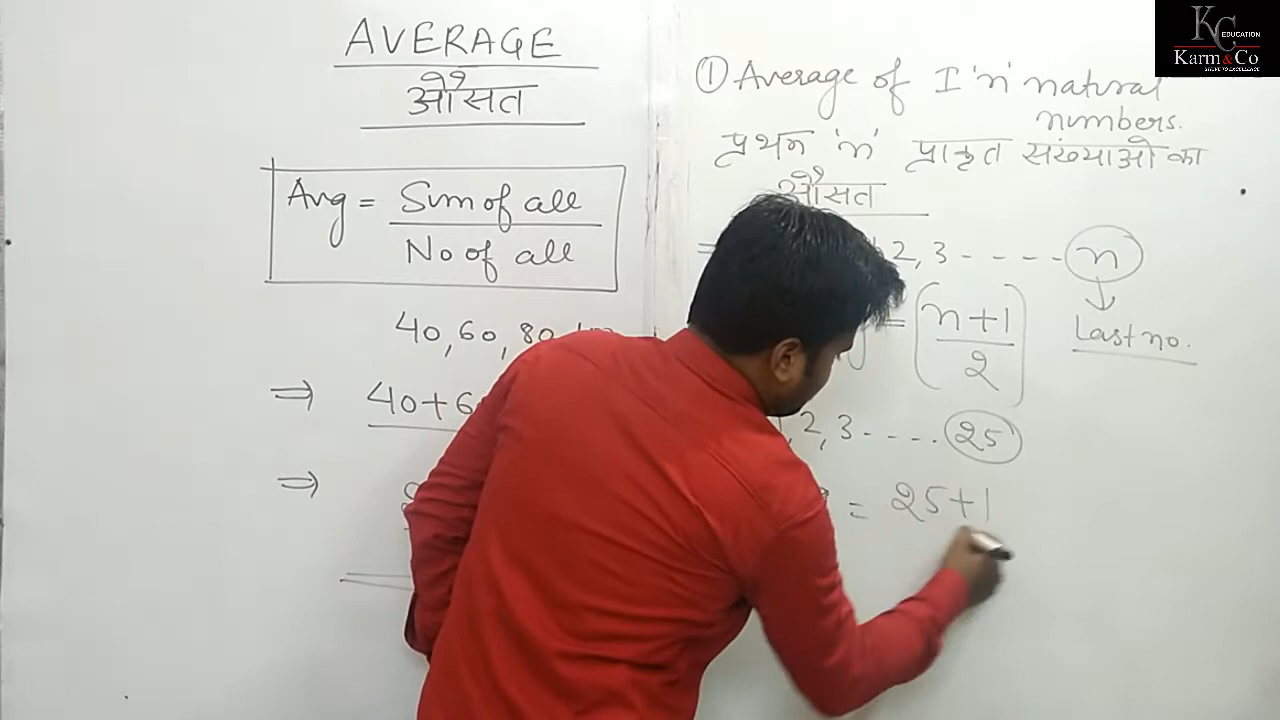 AVERAGE
औसत
Avg = Sum of all
No of all
40, 60, 80
⇒ 40+6
⇒
① Average of I 'n' natural
numbers.
प्रथम 'n' प्राकृत संख्याओं का
औसत
2, 3 - - - - n
= (n+1
2)
Last no.
, 2, 3 - - - - 25
= 25+1
KC EDUCATION
Karm&Co